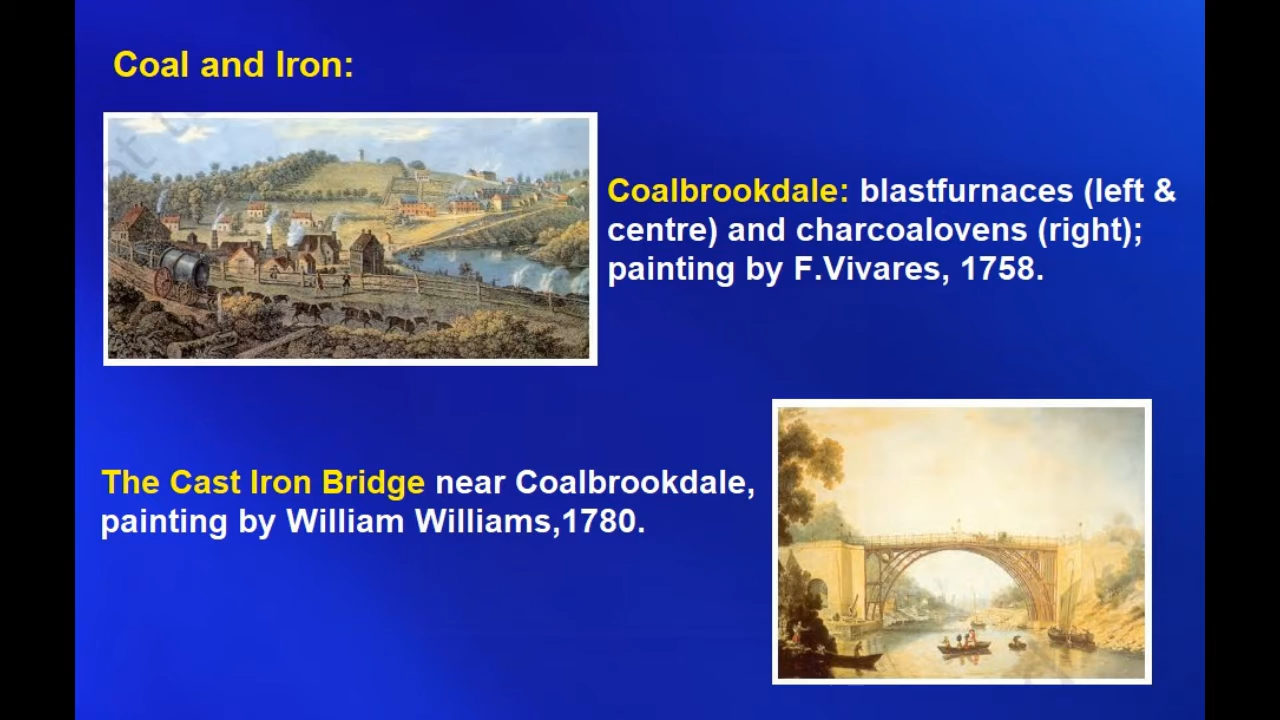 Coal and Iron:
Coalbrookdale: blastfurnaces (left &
centre) and charcoalovens (right);
painting by F.Vivares, 1758.
The Cast Iron Bridge near Coalbrookdale,
painting by William Williams,1780.